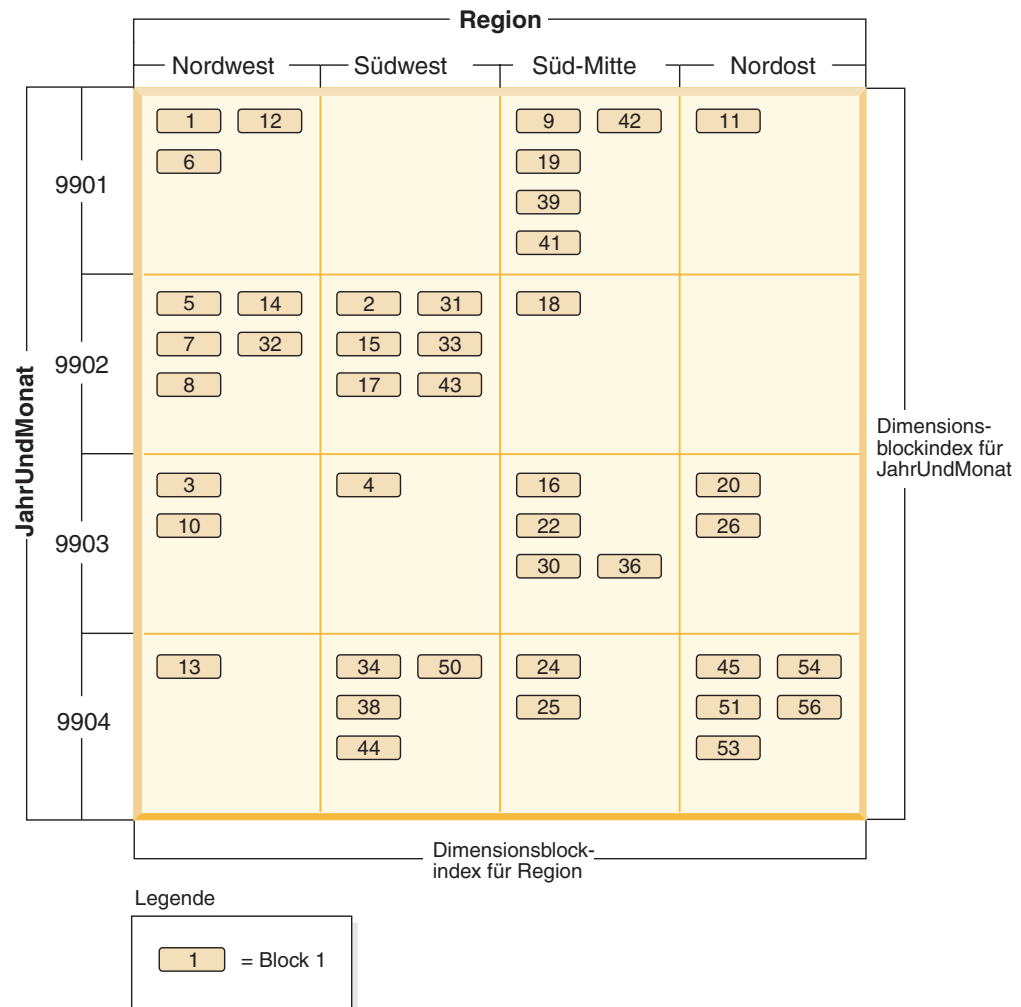 Region
Nordwest Südwest Süd-Mitte Nordost
1 12 9 42 11
6 19
9901
39
41
5 14 2 31 18
7 32 15 33
9902
8 17 43
JahrUndMonat
Dimensions-
blockindex für
JahrUndMonat
3 4 16 20
10 22 26
9903
30 36
13 34 50 24 45 54
38 25 51 56
9904
44 53
Dimensionsblock-
index für Region
Legende
1 = Block 1